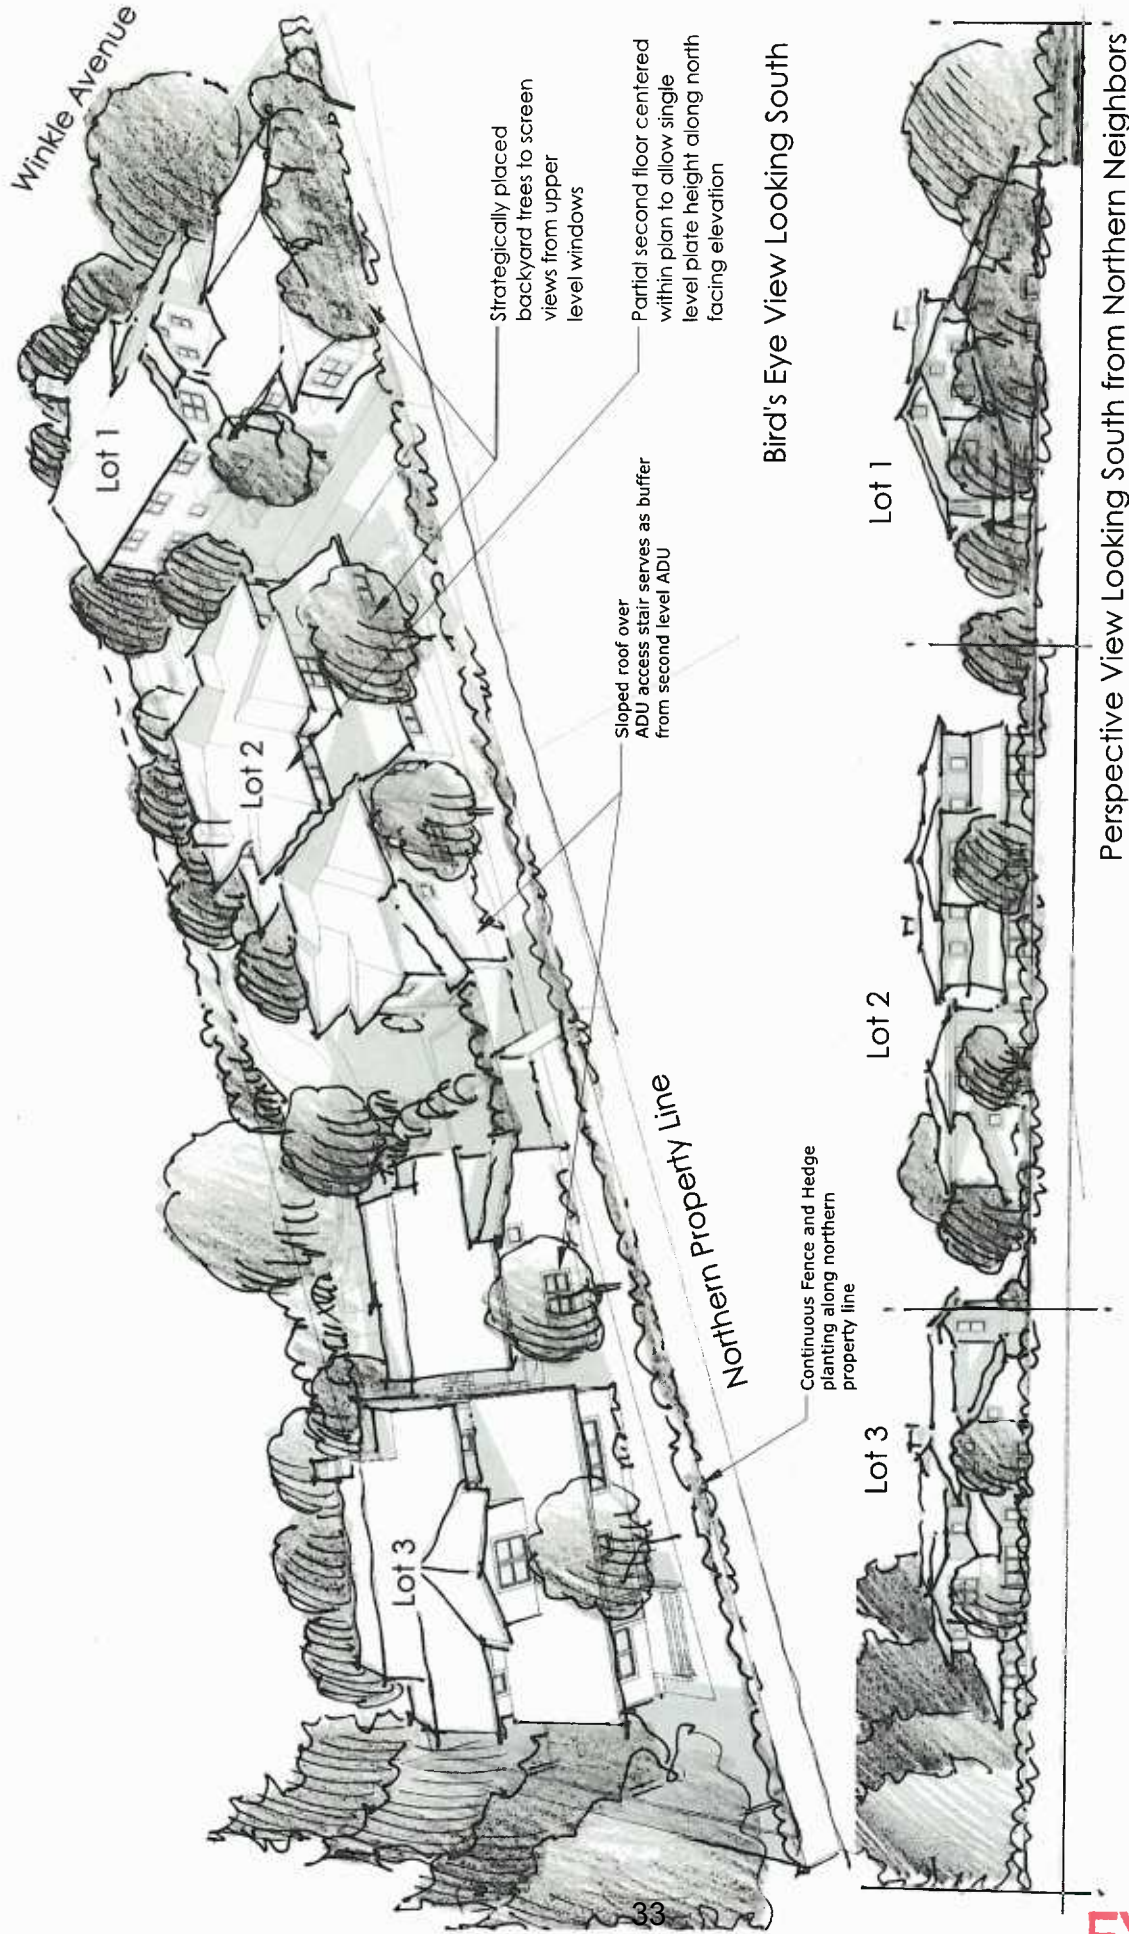 Winkle Avenue
Lot 1
Lot 2
Lot 3
Strategically placed
backyard trees to screen
views from upper
level windows
Partial second floor centered
within plan to allow single
level plate height along north
facing elevation
Sloped roof over
ADU access stair serves as buffer
from second level ADU
Northern Property Line
Continuous Fence and Hedge
planting along northern
property line
Bird's Eye View Looking South
Lot 3
Lot 2
Lot 1
Perspective View Looking South from Northern Neighbors
33